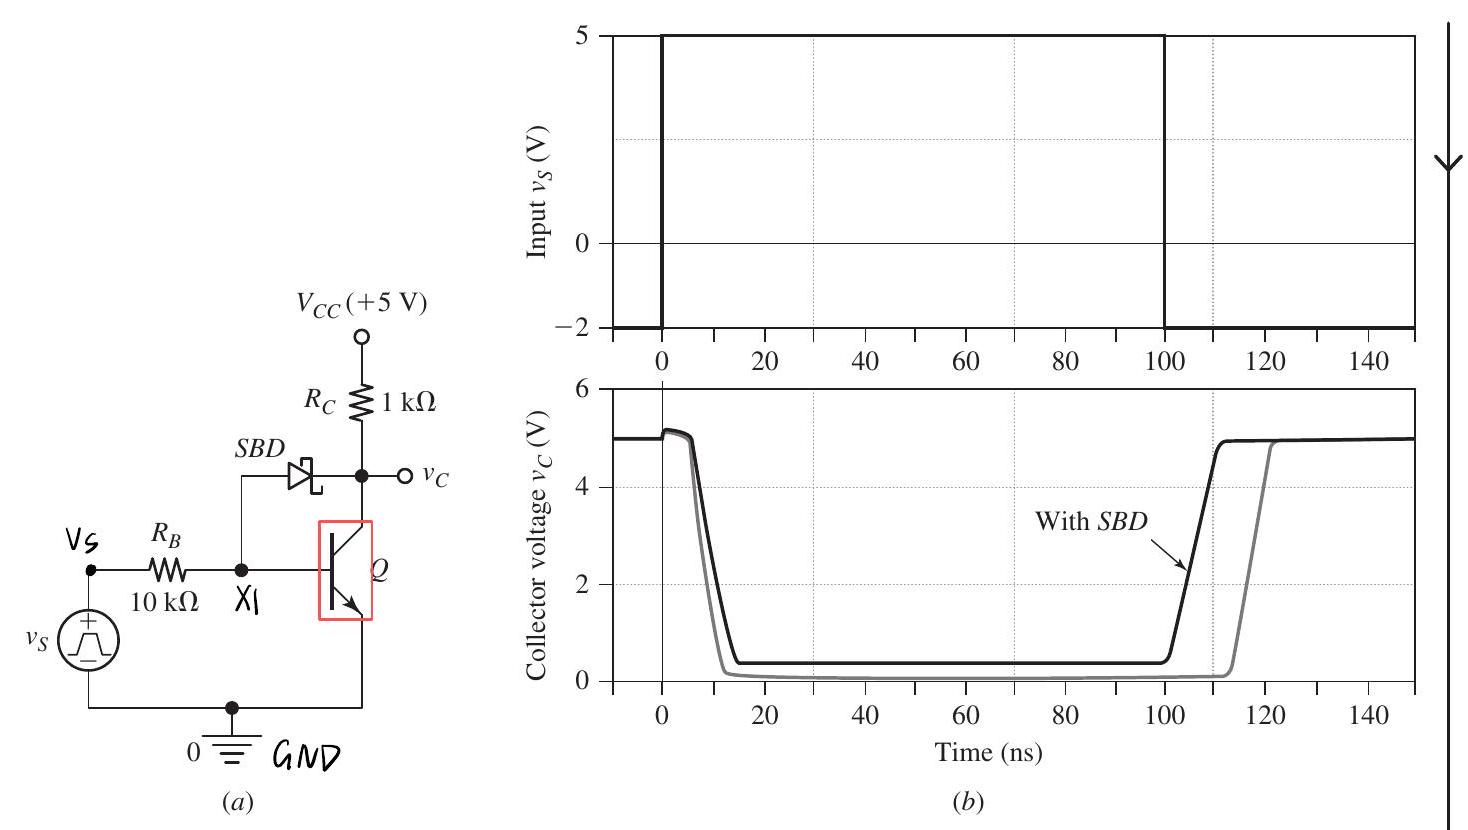 V_CC (+5 V)
R_C 1 kΩ
SBD
v_C
Vs
R_B
10 kΩ
X1
Q
v_S
+
−
0
GND
(a)
Input v_S (V)
5
0
−2
0 20 40 60 80 100 120 140
Collector voltage v_C (V)
6
4
2
0
With SBD
0 20 40 60 80 100 120 140
Time (ns)
(b)